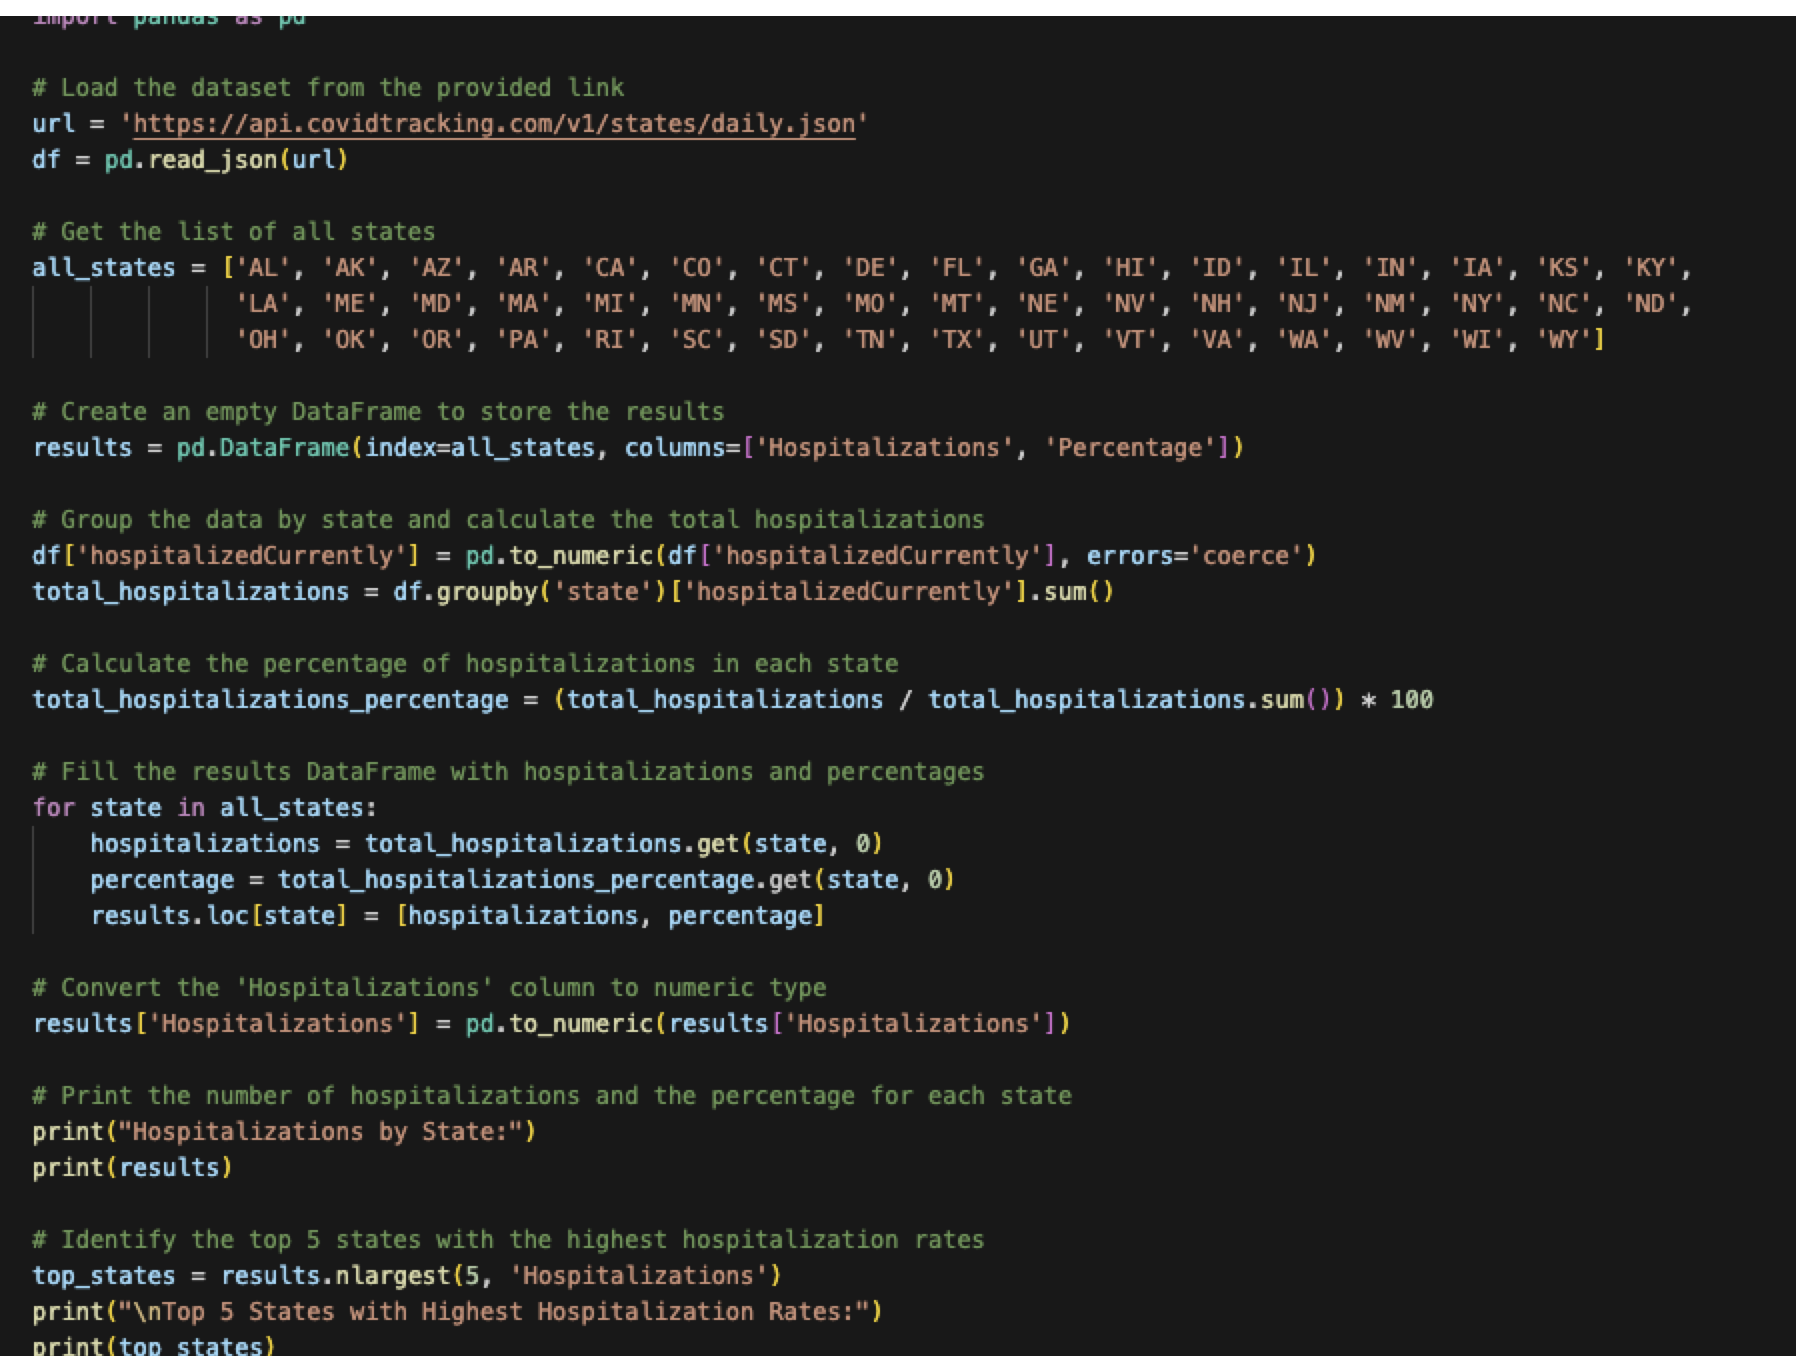 import pandas as pd
# Load the dataset from the provided link
url = 'https://api.covidtracking.com/v1/states/daily.json'
df = pd.read_json(url)
# Get the list of all states
all_states = ['AL', 'AK', 'AZ', 'AR', 'CA', 'CO', 'CT', 'DE', 'FL', 'GA', 'HI', 'ID', 'IL', 'IN', 'IA', 'KS', 'KY',
'LA', 'ME', 'MD', 'MA', 'MI', 'MN', 'MS', 'MO', 'MT', 'NE', 'NV', 'NH', 'NJ', 'NM', 'NY', 'NC', 'ND',
'OH', 'OK', 'OR', 'PA', 'RI', 'SC', 'SD', 'TN', 'TX', 'UT', 'VT', 'VA', 'WA', 'WV', 'WI', 'WY']
# Create an empty DataFrame to store the results
results = pd.DataFrame(index=all_states, columns=['Hospitalizations', 'Percentage'])
# Group the data by state and calculate the total hospitalizations
df['hospitalizedCurrently'] = pd.to_numeric(df['hospitalizedCurrently'], errors='coerce')
total_hospitalizations = df.groupby('state')['hospitalizedCurrently'].sum()
# Calculate the percentage of hospitalizations in each state
total_hospitalizations_percentage = (total_hospitalizations / total_hospitalizations.sum()) * 100
# Fill the results DataFrame with hospitalizations and percentages
for state in all_states:
    hospitalizations = total_hospitalizations.get(state, 0)
    percentage = total_hospitalizations_percentage.get(state, 0)
    results.loc[state] = [hospitalizations, percentage]
# Convert the 'Hospitalizations' column to numeric type
results['Hospitalizations'] = pd.to_numeric(results['Hospitalizations'])
# Print the number of hospitalizations and the percentage for each state
print("Hospitalizations by State:")
print(results)
# Identify the top 5 states with the highest hospitalization rates
top_states = results.nlargest(5, 'Hospitalizations')
print("\nTop 5 States with Highest Hospitalization Rates:")
print(top_states)